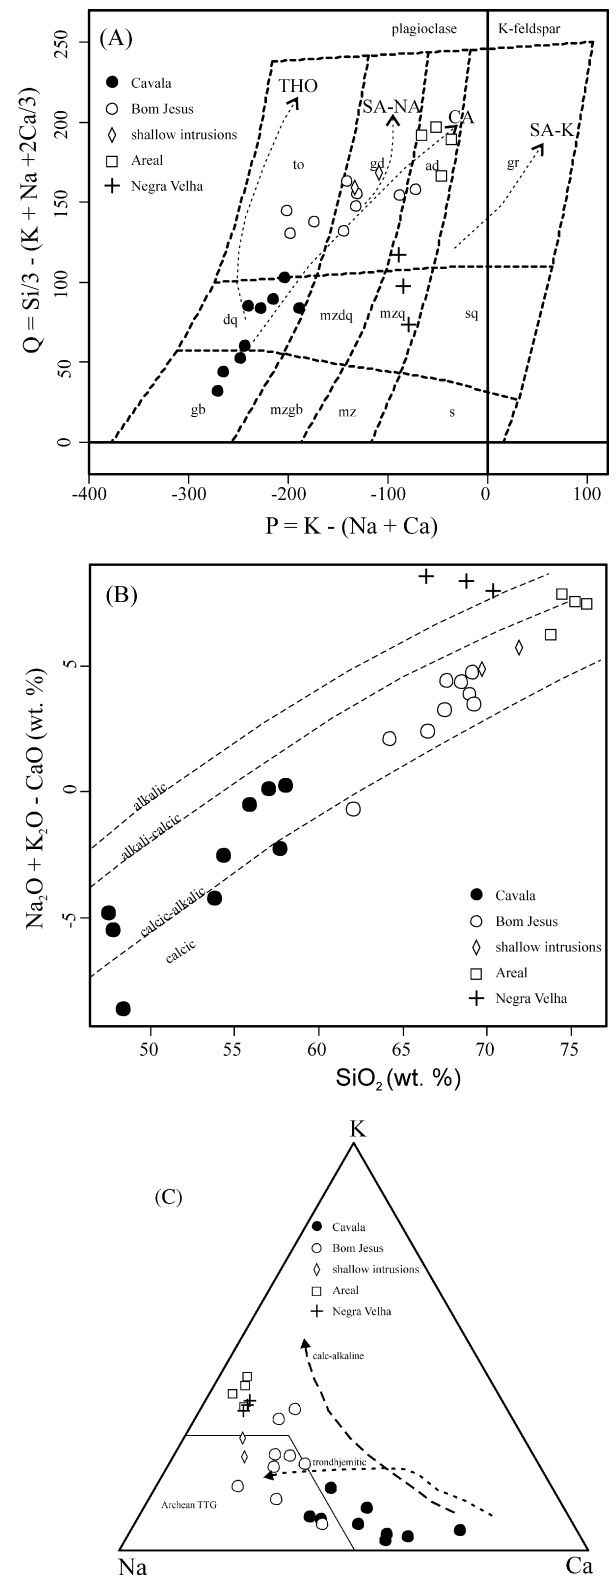 (A)
plagioclase K-feldspar
Cavala
Bom Jesus
shallow intrusions
Areal
Negra Velha
THO
SA-NA
CA
SA-K
to
gd
ad
gr
dq
mzdq
mzq
sq
gb
mzgb
mz
s
Q = Si/3 - (K + Na +2Ca/3)
250
200
150
100
50
0
-400 -300 -200 -100 0 100
P = K - (Na + Ca)
(B)
Na2O + K2O - CaO (wt. %)
5
0
-5
alkalic
alkali-calcic
calcic-alkalic
calcic
Cavala
Bom Jesus
shallow intrusions
Areal
Negra Velha
50 55 60 65 70 75
SiO2 (wt. %)
K
(C)
Cavala
Bom Jesus
shallow intrusions
Areal
Negra Velha
calc-alkaline
trondhjemitic
Archean TTG
Na Ca